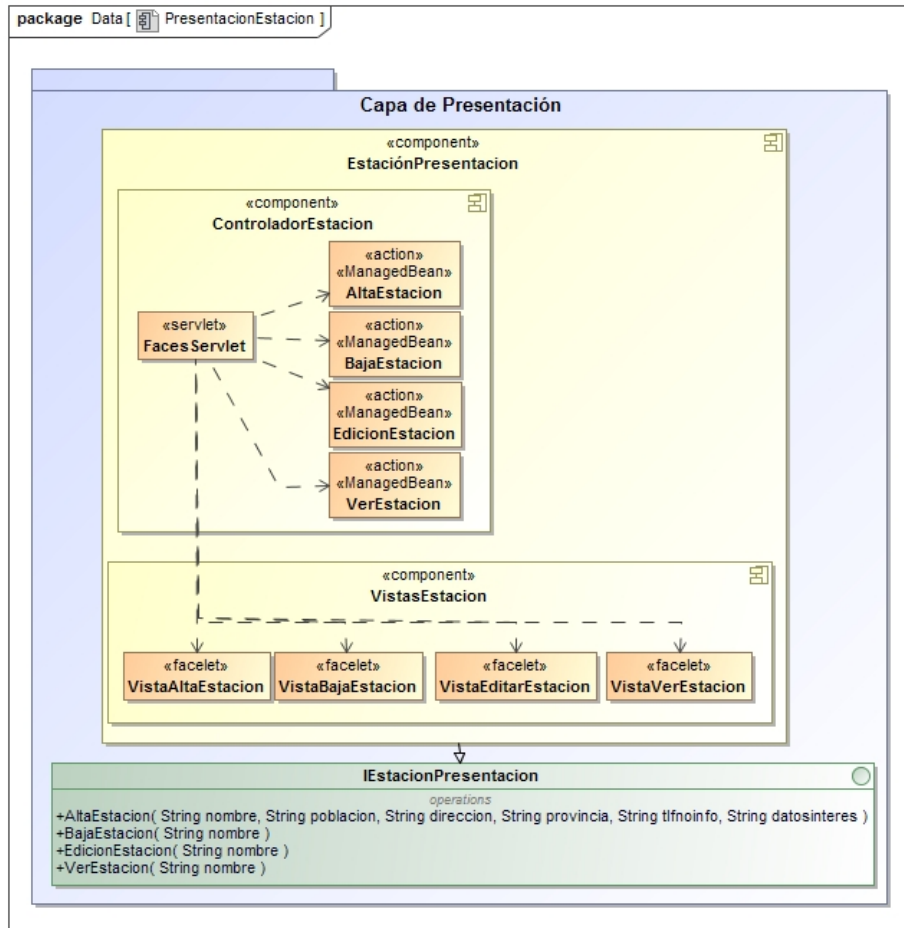 package Data [ PresentacionEstacion ]
Capa de Presentación
«component»
EstaciónPresentacion
«component»
ControladorEstacion
«action»
«ManagedBean»
AltaEstacion
«servlet»
FacesServlet
«action»
«ManagedBean»
BajaEstacion
«action»
«ManagedBean»
EdicionEstacion
«action»
«ManagedBean»
VerEstacion
«component»
VistasEstacion
«facelet»
VistaAltaEstacion
«facelet»
VistaBajaEstacion
«facelet»
VistaEditarEstacion
«facelet»
VistaVerEstacion
IEstacionPresentacion
operations
+AltaEstacion( String nombre, String poblacion, String direccion, String provincia, String tlfnoinfo, String datosinteres )
+BajaEstacion( String nombre )
+EdicionEstacion( String nombre )
+VerEstacion( String nombre )